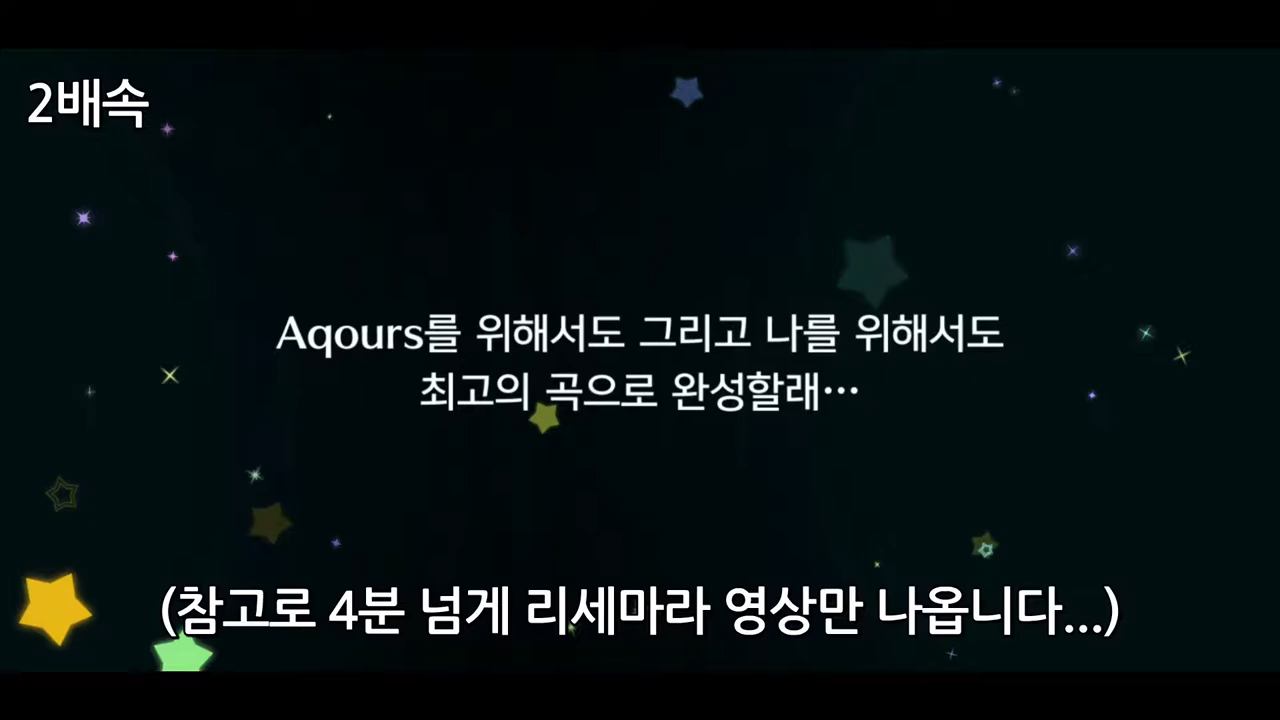 2배속
Aqours를 위해서도 그리고 나를 위해서도
최고의 곡으로 완성할래…
(참고로 4분 넘게 리세마라 영상만 나옵니다...)